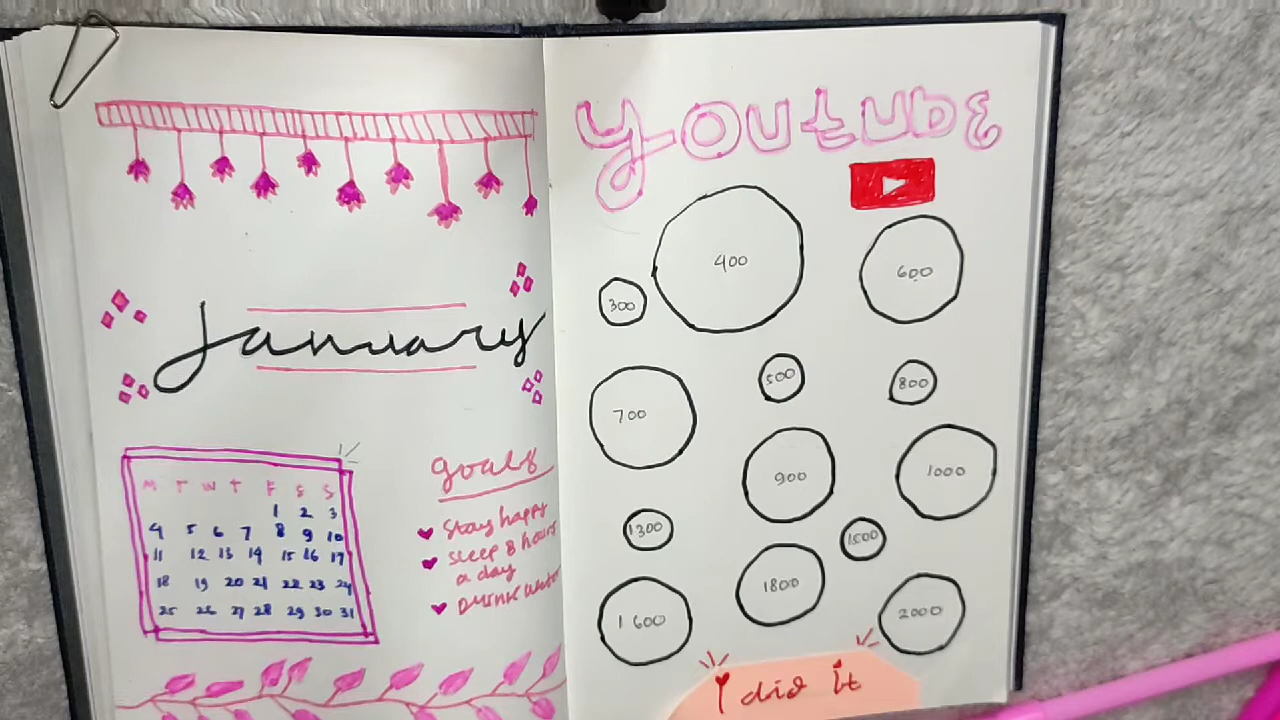 January
M T W T F S S
1 2 3
4 5 6 7 8 9 10
11 12 13 14 15 16 17
18 19 20 21 22 23 24
25 26 27 28 29 30 31
goals
Stay happy
Sleep 8 hours
a day
Drink water
YOUTUBE
400
600
300
500
800
700
900
1000
1300
1500
1800
1600
2000
I did it